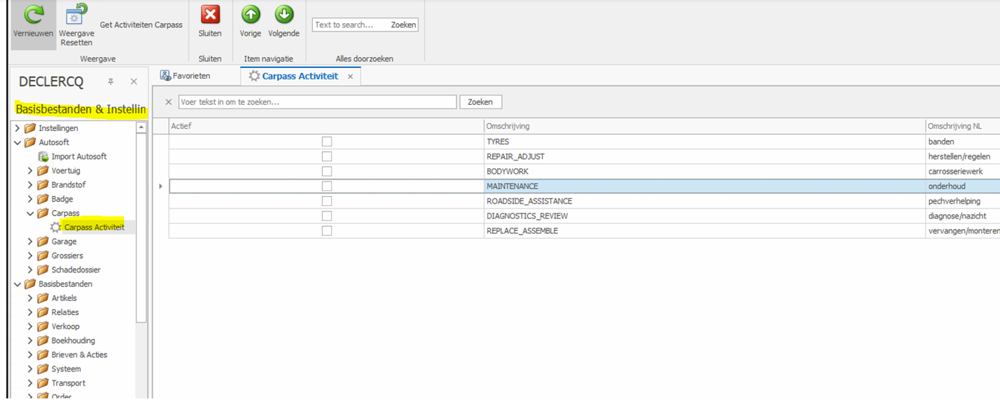 Vernieuwen
Weergave
Resetten
Get Activiteiten Carpass
Sluiten
Vorige
Volgende
Text to search...
Zoeken
Weergave
Sluiten
Item navigatie
Alles doorzoeken
DECLERCQ
Basisbestanden & Instellin
Instellingen
Autosoft
Import Autosoft
Voertuig
Brandstof
Badge
Carpass
Carpass Activiteit
Garage
Grossiers
Schadedossier
Basisbestanden
Artikels
Relaties
Verkoop
Boekhouding
Brieven & Acties
Systeem
Transport
Order
Favorieten
Carpass Activiteit
Voer tekst in om te zoeken...
Zoeken
Actief Omschrijving Omschrijving NL
TYRES banden
REPAIR_ADJUST herstellen/regelen
BODYWORK carrosseriewerk
MAINTENANCE onderhoud
ROADSIDE_ASSISTANCE pechverhelping
DIAGNOSTICS_REVIEW diagnose/nazicht
REPLACE_ASSEMBLE vervangen/monteren